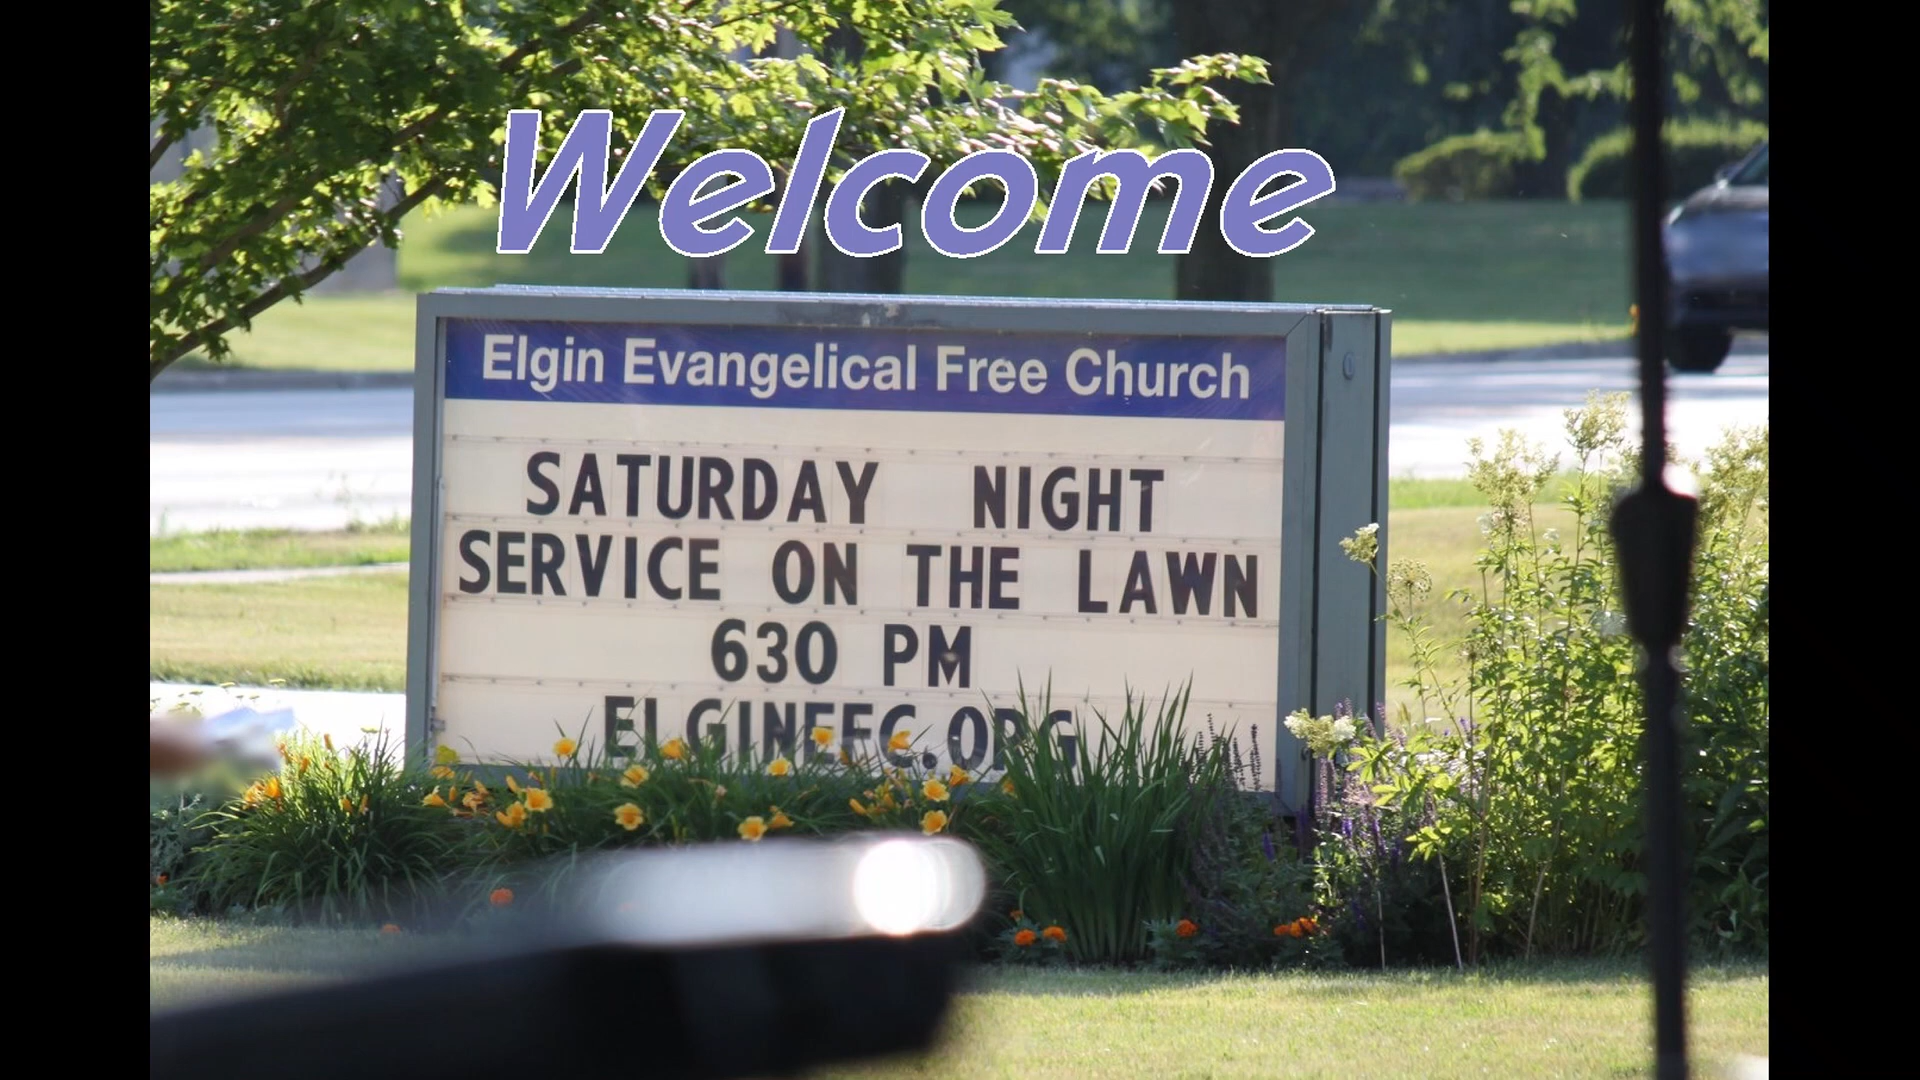 Welcome
Elgin Evangelical Free Church
SATURDAY NIGHT
SERVICE ON THE LAWN
630 PM
ELGINEFC.ORG